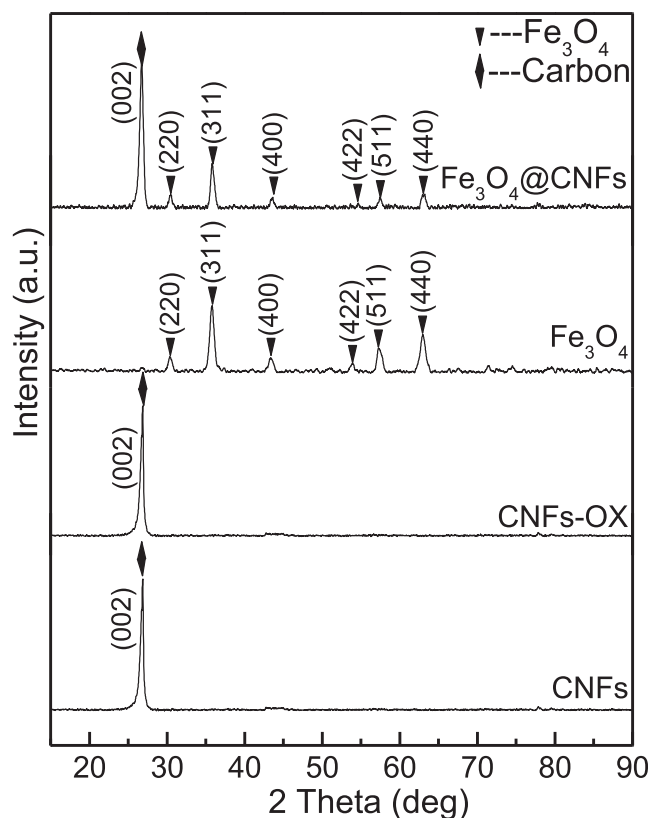 ▼---Fe₃O₄
♦---Carbon
(002)
(220)
(311)
(400)
(422)
(511)
(440)
Fe₃O₄@CNFs
(220)
(311)
(400)
(422)
(511)
(440)
Fe₃O₄
(002)
CNFs-OX
(002)
CNFs
Intensity (a.u.)
20 30 40 50 60 70 80 90
2 Theta (deg)